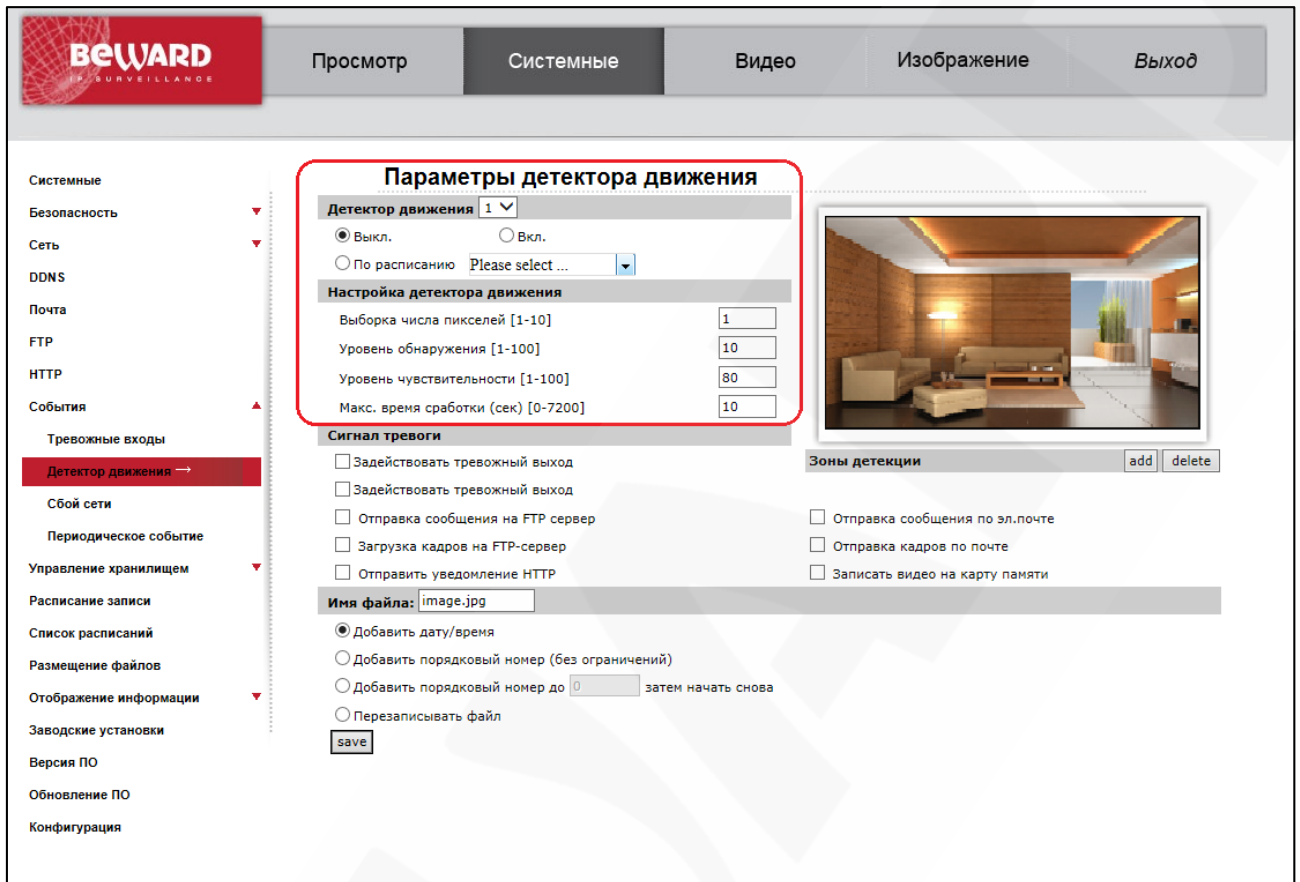 BEWARD
IP SURVEILLANCE
Просмотр
Системные
Видео
Изображение
Выход
Системные
Безопасность
Сеть
DDNS
Почта
FTP
HTTP
События
Тревожные входы
Детектор движения →
Сбой сети
Периодическое событие
Управление хранилищем
Расписание записи
Список расписаний
Размещение файлов
Отображение информации
Заводские установки
Версия ПО
Обновление ПО
Конфигурация
Параметры детектора движения
Детектор движения 1
Выкл. Вкл.
По расписанию Please select ...
Настройка детектора движения
Выборка числа пикселей [1-10] 1
Уровень обнаружения [1-100] 10
Уровень чувствительности [1-100] 80
Макс. время сработки (сек) [0-7200] 10
Сигнал тревоги
Зоны детекции add delete
Задействовать тревожный выход
Задействовать тревожный выход
Отправка сообщения на FTP сервер Отправка сообщения по эл.почте
Загрузка кадров на FTP-сервер Отправка кадров по почте
Отправить уведомление HTTP Записать видео на карту памяти
Имя файла: image.jpg
Добавить дату/время
Добавить порядковый номер (без ограничений)
Добавить порядковый номер до 0 затем начать снова
Перезаписывать файл
save